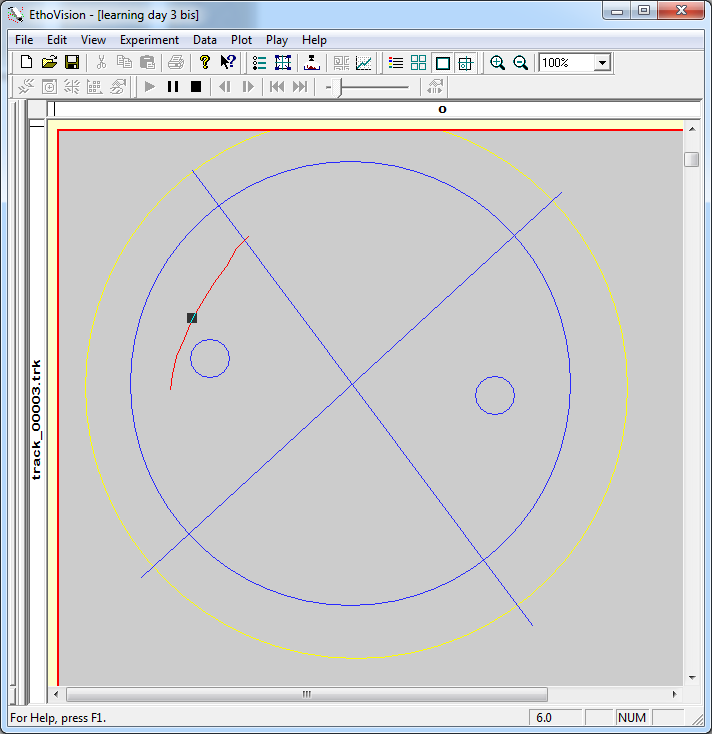 EthoVision - [learning day 3 bis]
File Edit View Experiment Data Plot Play Help
100%
0
track_00003.trk
For Help, press F1.
6.0
NUM